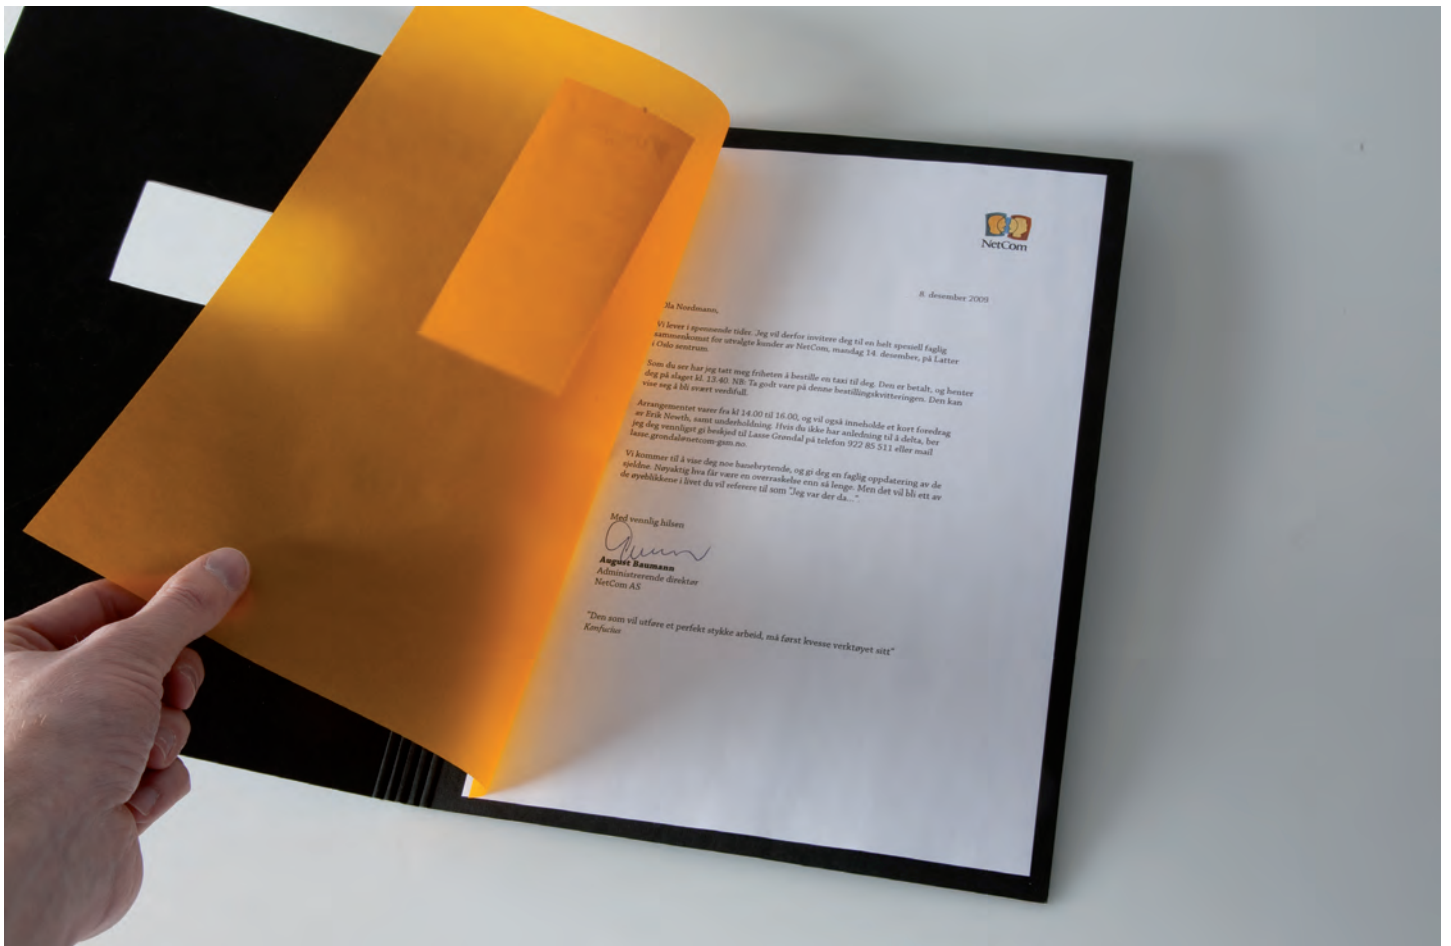 NetCom
8. desember 2009
Ola Nordmann,
Vi lever i spennende tider. Jeg vil derfor invitere deg til en helt spesiell faglig
sammenkomst for utvalgte kunder av NetCom, mandag 14. desember, på Latter
i Oslo sentrum.
Som du ser har jeg tatt meg friheten å bestille en taxi til deg. Den er betalt, og henter
deg på slaget kl. 13.40. NB: Ta godt vare på denne bestillingskvitteringen. Den kan
vise seg å bli svært verdifull.
Arrangementet varer fra kl 14.00 til 16.00, og vil også inneholde et kort foredrag
av Erik Newth, samt underholdning. Hvis du ikke har anledning til å delta, ber
jeg deg vennligst gi beskjed til Lasse Grøndal på telefon 922 85 511 eller mail
lasse.grondal@netcom-gsm.no.
Vi kommer til å vise deg noe banebrytende, og gi deg en faglig oppdatering av de
sjeldne. Nøyaktig hva får være en overraskelse enn så lenge. Men det vil bli ett av
de øyeblikkene i livet du vil referere til som "Jeg var der da...".
Med vennlig hilsen
August Baumann
Administrerende direktør
NetCom AS
"Den som vil utføre et perfekt stykke arbeid, må først kvesse verktøyet sitt"
Konfucius